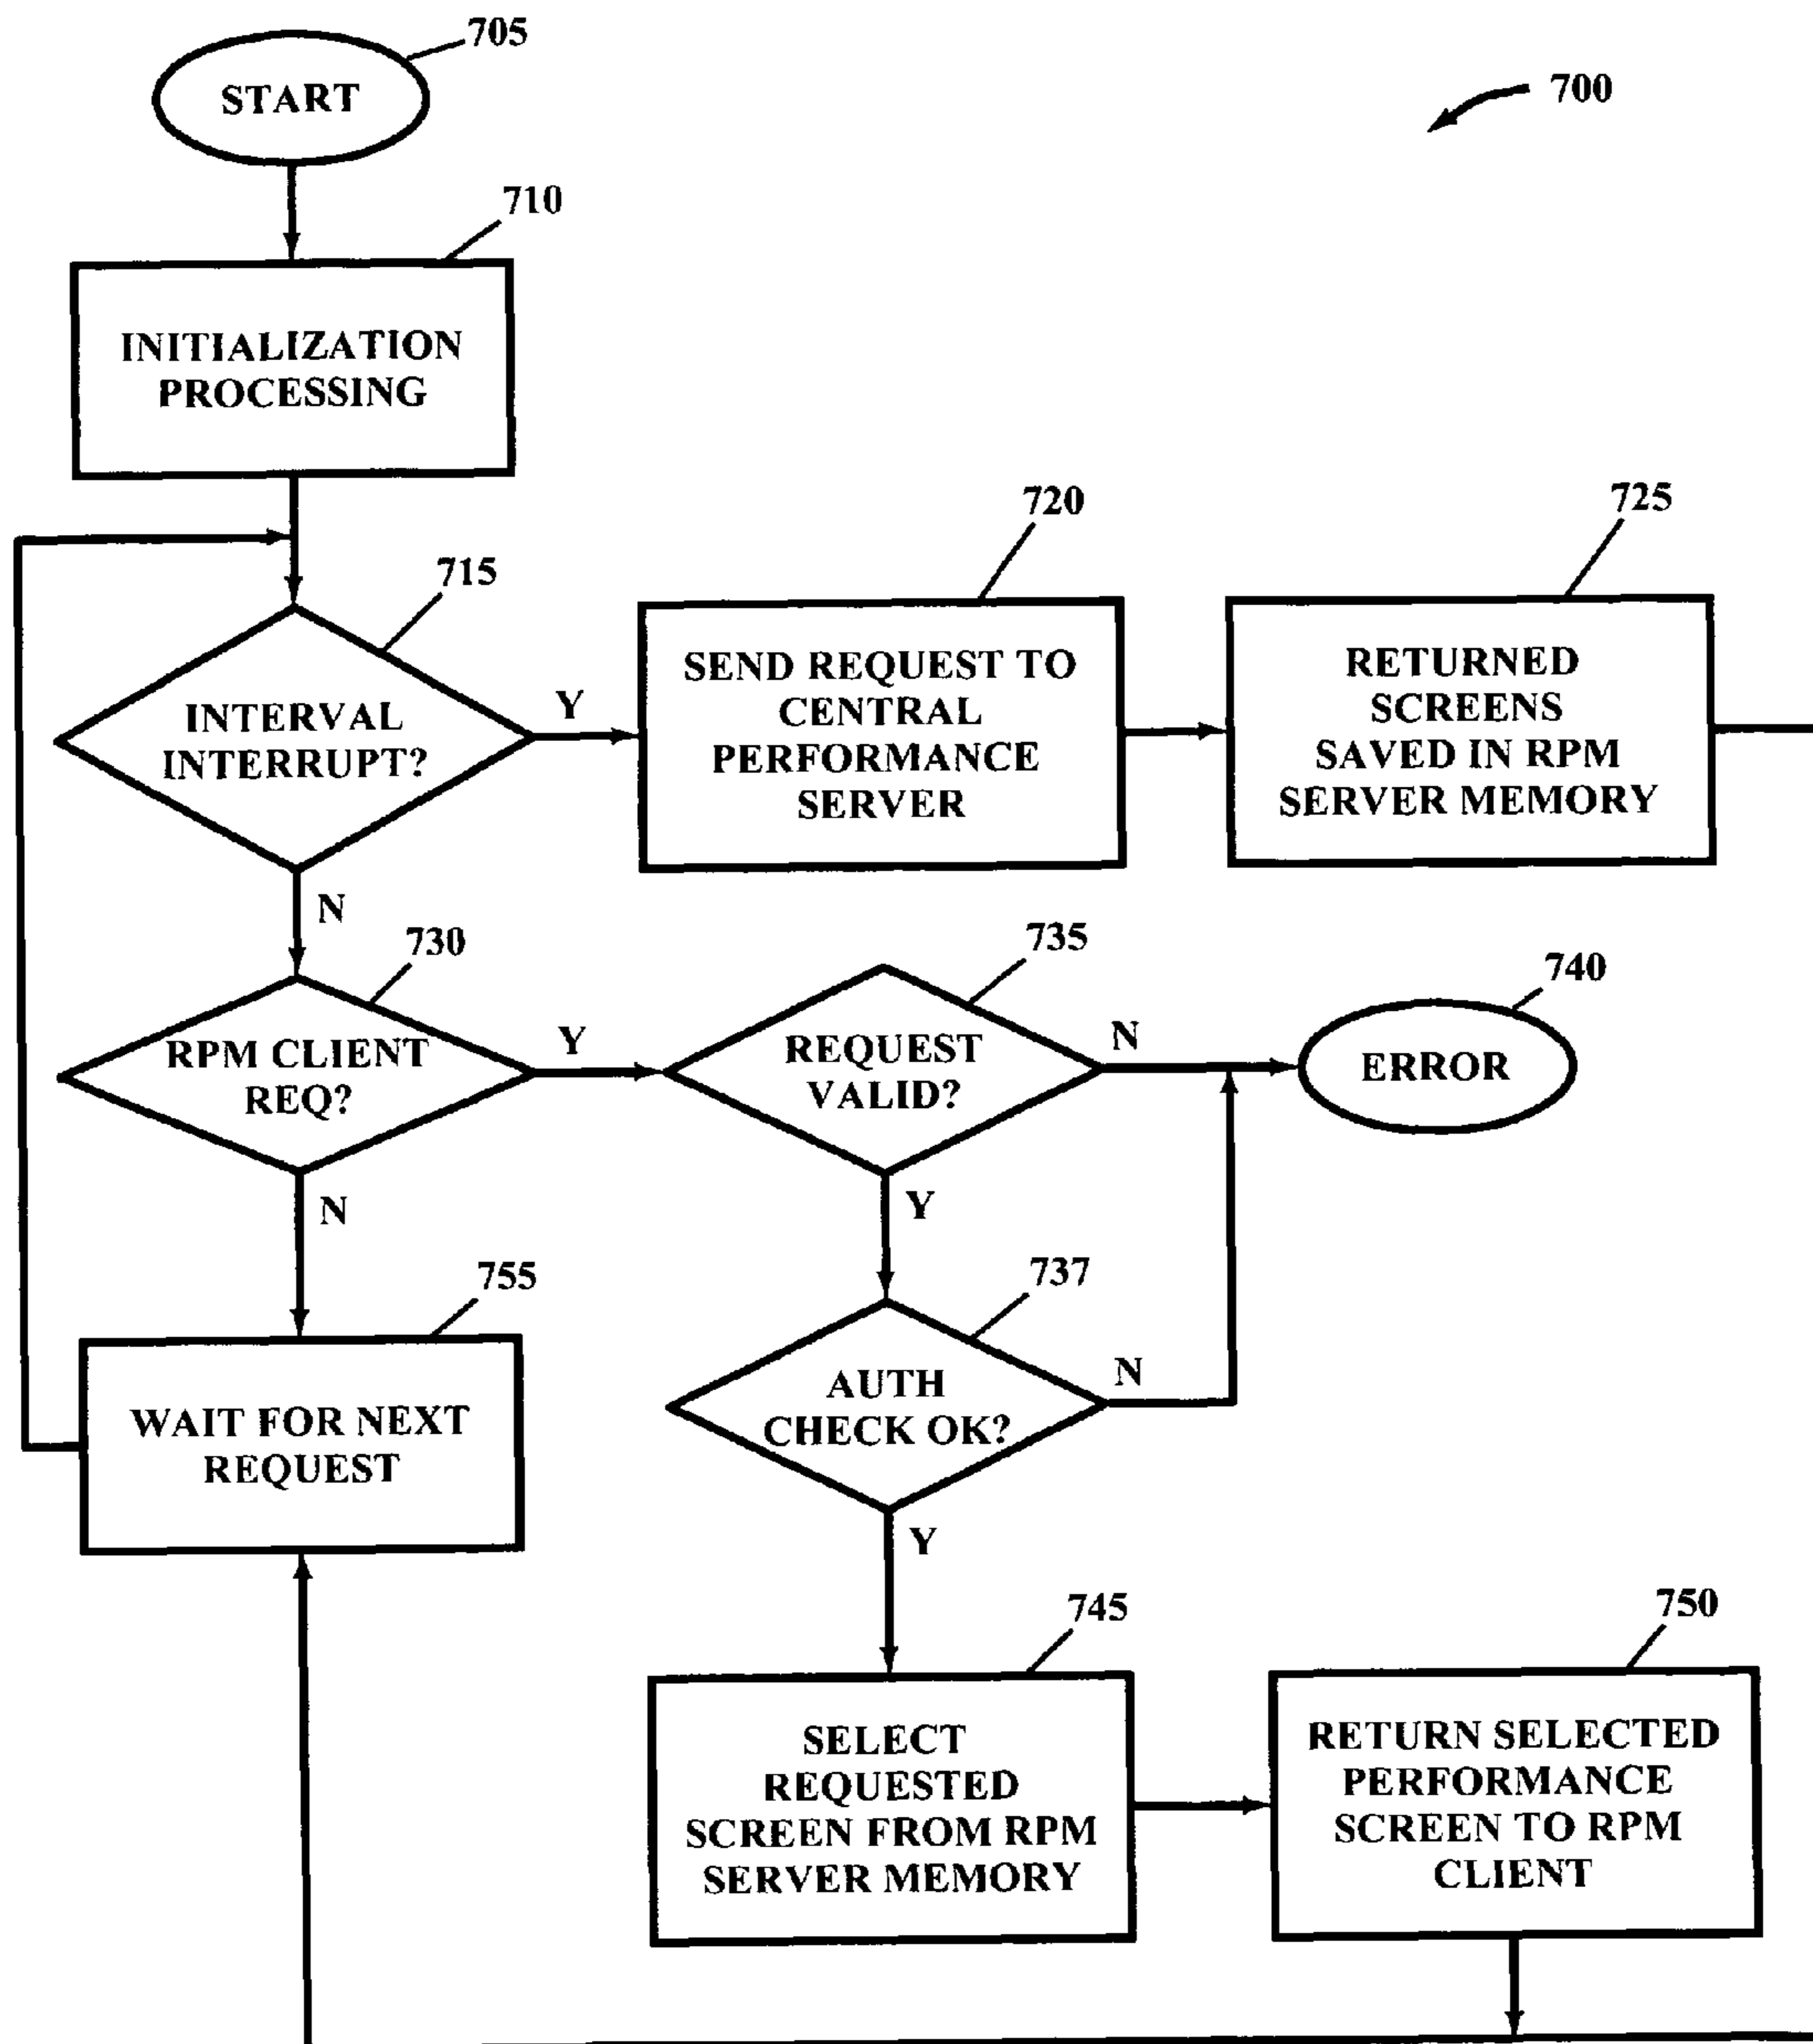 705
START
700
710
INITIALIZATION
PROCESSING
715
INTERVAL
INTERRUPT?
Y
N
720
SEND REQUEST TO
CENTRAL
PERFORMANCE
SERVER
725
RETURNED
SCREENS
SAVED IN RPM
SERVER MEMORY
730
RPM CLIENT
REQ?
Y
N
735
REQUEST
VALID?
N
Y
740
ERROR
755
WAIT FOR NEXT
REQUEST
737
AUTH
CHECK OK?
N
Y
745
SELECT
REQUESTED
SCREEN FROM RPM
SERVER MEMORY
750
RETURN SELECTED
PERFORMANCE
SCREEN TO RPM
CLIENT